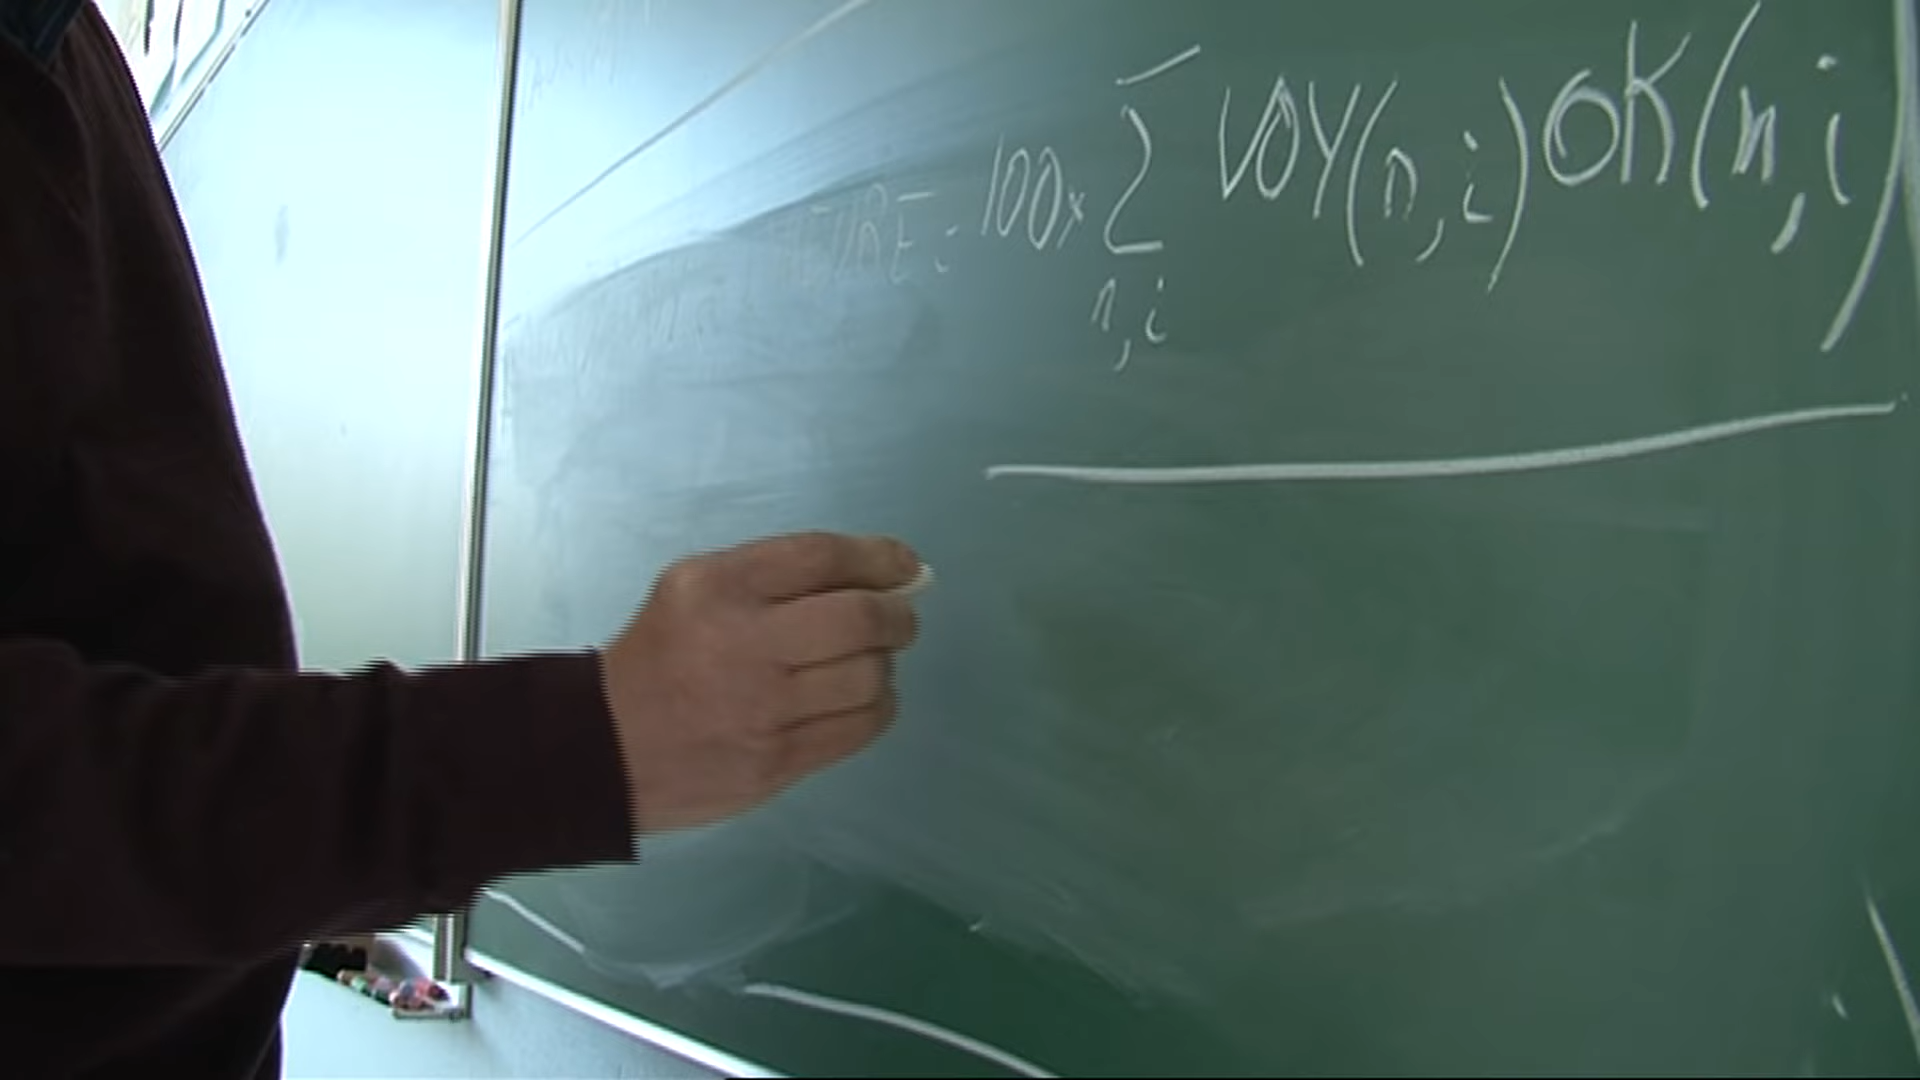 100× ∑ VOY(n,i) OK(n,i)
n,i